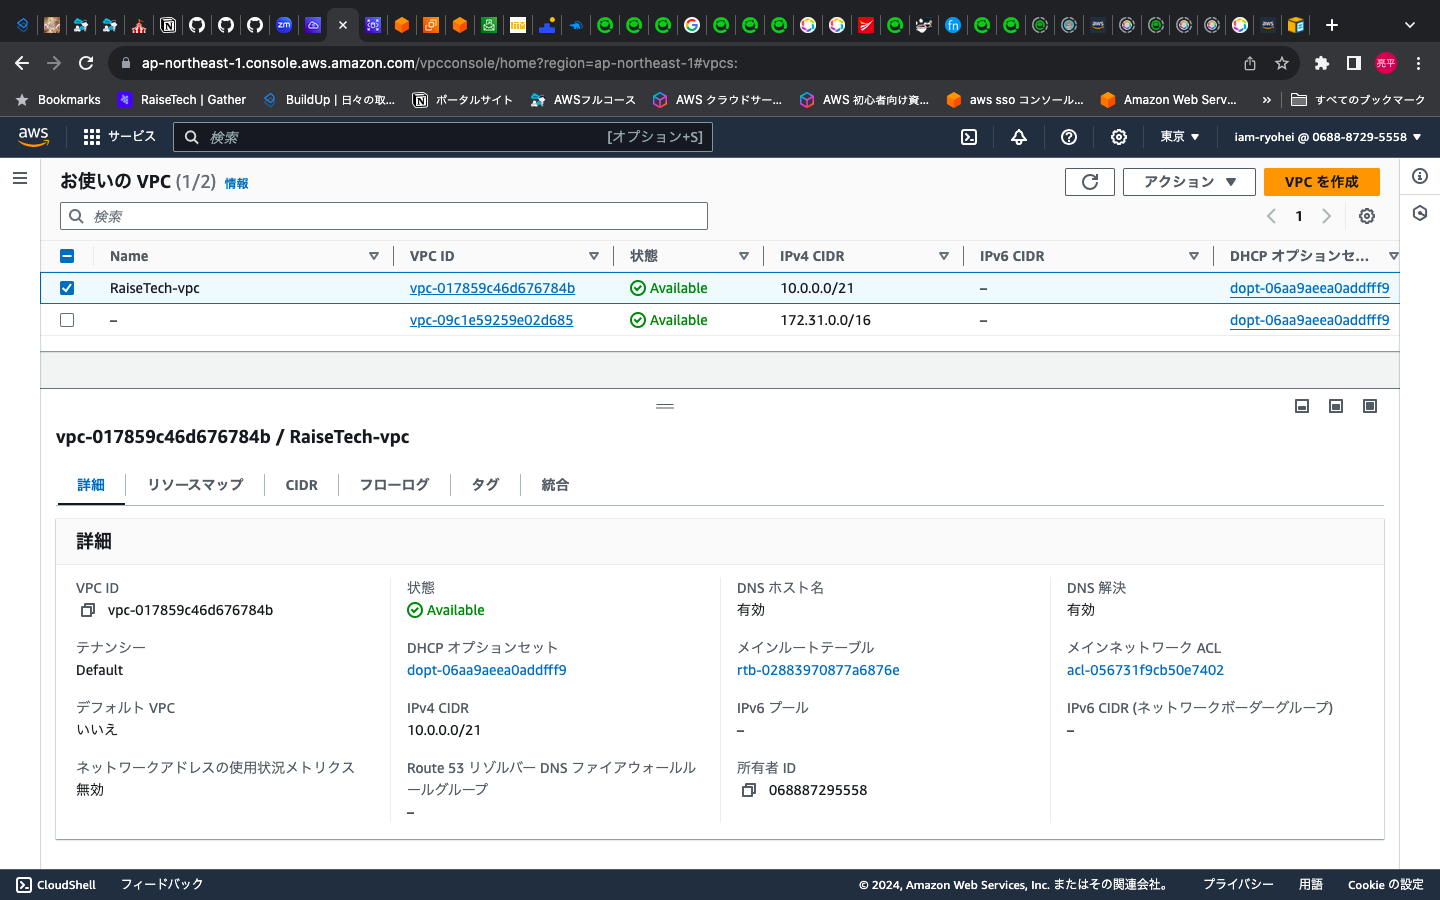 zm
fn
ap-northeast-1.console.aws.amazon.com/vpcconsole/home?region=ap-northeast-1#vpcs:
亮平
Bookmarks RaiseTech | Gather BuildUp | 日々の取... ポータルサイト AWSフルコース AWS クラウドサー... AWS 初心者向け資... aws sso コンソール... Amazon Web Serv... » すべてのブックマーク
aws サービス 検索 [オプション+S] 東京 iam-ryohei @ 0688-8729-5558
お使いの VPC (1/2) 情報 アクション VPC を作成
検索 1
Name VPC ID 状態 IPv4 CIDR IPv6 CIDR DHCP オプションセ...
RaiseTech-vpc vpc-017859c46d676784b Available 10.0.0.0/21 – dopt-06aa9aeea0addfff9
– vpc-09c1e59259e02d685 Available 172.31.0.0/16 – dopt-06aa9aeea0addfff9
vpc-017859c46d676784b / RaiseTech-vpc
詳細 リソースマップ CIDR フローログ タグ 統合
詳細
VPC ID
vpc-017859c46d676784b
状態
Available
DNS ホスト名
有効
DNS 解決
有効
テナンシー
Default
DHCP オプションセット
dopt-06aa9aeea0addfff9
メインルートテーブル
rtb-02883970877a6876e
メインネットワーク ACL
acl-056731f9cb50e7402
デフォルト VPC
いいえ
IPv4 CIDR
10.0.0.0/21
IPv6 プール
–
IPv6 CIDR (ネットワークボーダーグループ)
–
ネットワークアドレスの使用状況メトリクス
無効
Route 53 リゾルバー DNS ファイアウォールル
ールグループ
–
所有者 ID
068887295558
CloudShell フィードバック © 2024, Amazon Web Services, Inc. またはその関連会社。 プライバシー 用語 Cookie の設定